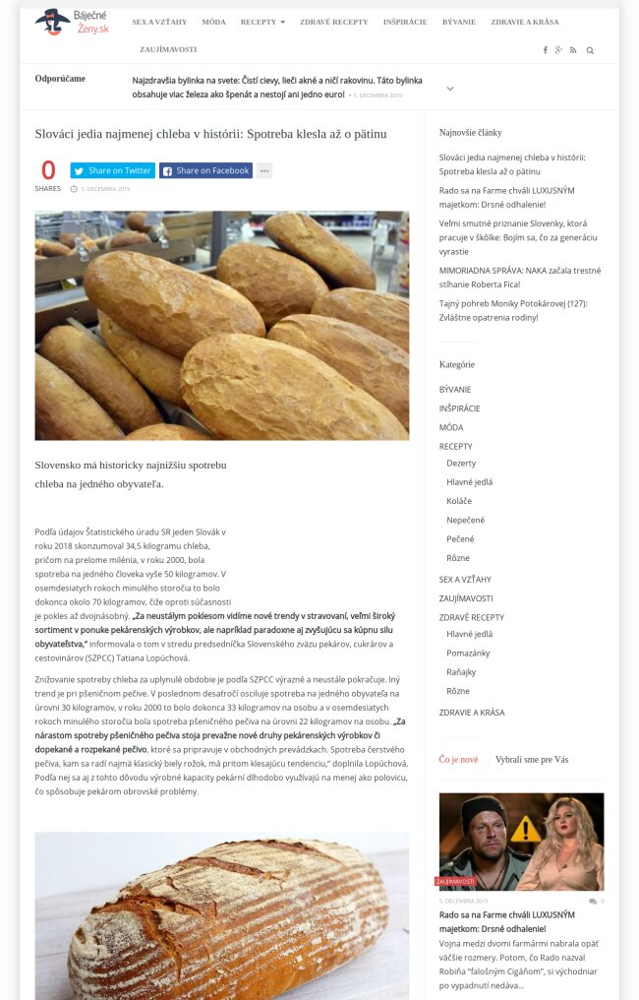 Báječné
Ženy.sk
SEX A VZŤAHY
MÓDA
RECEPTY
ZDRAVÉ RECEPTY
INŠPIRÁCIE
BÝVANIE
ZDRAVIE A KRÁSA
ZAUJÍMAVOSTI
Odporúčame
Najzdravšia bylinka na svete: Čistí cievy, lieči akné a ničí rakovinu. Táto bylinka
obsahuje viac železa ako špenát a nestojí ani jedno euro! - 5. DECEMBRA 2019
Slováci jedia najmenej chleba v histórii: Spotreba klesla až o pätinu
0
SHARES
Share on Twitter
Share on Facebook
5. DECEMBRA 2019
Slovensko má historicky najnižšiu spotrebu
chleba na jedného obyvateľa.
Podľa údajov Štatistického úradu SR jeden Slovák v
roku 2018 skonzumoval 34,5 kilogramu chleba,
pričom na prelome milénia, v roku 2000, bola
spotreba na jedného človeka vyše 50 kilogramov. V
osemdesiatych rokoch minulého storočia to bolo
dokonca okolo 70 kilogramov, čiže oproti súčasnosti
je pokles až dvojnásobný. „Za neustálym poklesom vidíme nové trendy v stravovaní, veľmi široký
sortiment v ponuke pekárenských výrobkov, ale napríklad paradoxne aj zvyšujúcu sa kúpnu silu
obyvateľstva,“ informovala o tom v stredu predsedníčka Slovenského zväzu pekárov, cukrárov a
cestovinárov (SZPCC) Tatiana Lopúchová.
Znižovanie spotreby chleba za uplynulé obdobie je podľa SZPCC výrazné a neustále pokračuje. Iný
trend je pri pšeničnom pečive. V poslednom desaťročí osciluje spotreba na jedného obyvateľa na
úrovni 30 kilogramov, v roku 2000 to bolo dokonca 33 kilogramov na osobu a v osemdesiatych
rokoch minulého storočia bola spotreba pšeničného pečiva na úrovni 22 kilogramov na osobu. „Za
nárastom spotreby pšeničného pečiva stoja prevažne nové druhy pekárenských výrobkov či
dopekané a rozpekané pečivo, ktoré sa pripravuje v obchodných prevádzkach. Spotreba čerstvého
pečiva, kam sa radí najmä klasický biely rožok, má pritom klesajúcu tendenciu,“ doplnila Lopúchová.
Podľa nej sa aj z tohto dôvodu výrobné kapacity pekární dlhodobo využívajú na menej ako polovicu,
čo spôsobuje pekárom obrovské problémy.
Najnovšie články
Slováci jedia najmenej chleba v histórii:
Spotreba klesla až o pätinu
Rado sa na Farme chváli LUXUSNÝM
majetkom: Drsné odhalenie!
Veľmi smutné priznanie Slovenky, ktorá
pracuje v škôlke: Bojím sa, čo za generáciu
vyrastie
MIMORIADNA SPRÁVA: NAKA začala trestné
stíhanie Roberta Fica!
Tajný pohreb Moniky Potokárovej (†27):
Zvláštne opatrenia rodiny!
Kategórie
BÝVANIE
INŠPIRÁCIE
MÓDA
RECEPTY
Dezerty
Hlavné jedlá
Koláče
Nepečené
Pečené
Rôzne
SEX A VZŤAHY
ZAUJÍMAVOSTI
ZDRAVÉ RECEPTY
Hlavné jedlá
Pomazánky
Raňajky
Rôzne
ZDRAVIE A KRÁSA
Čo je nové
Vybrali sme pre Vás
ZAUJÍMAVOSTI
5. DECEMBRA 2019
0
Rado sa na Farme chváli LUXUSNÝM
majetkom: Drsné odhalenie!
Vojna medzi dvomi farmármi nabrala opäť
väčšie rozmery. Potom, čo Rado nazval
Robiňa “falošným Cigáňom”, si východniar
po vypadnutí nedáva...